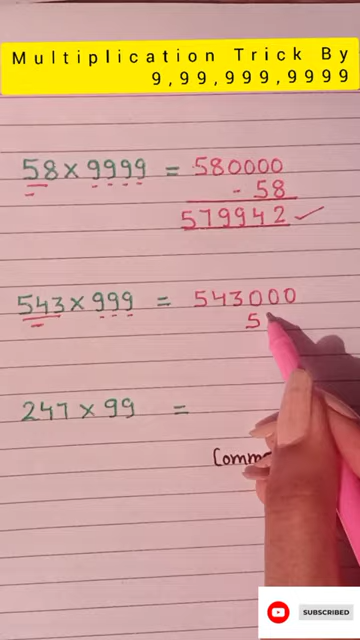 Multiplication Trick By
9,99,999,9999
58 × 9999 = 580000
- 58
579942 ✓
543 × 999 = 543000
5
247 × 99 =
SUBSCRIBED